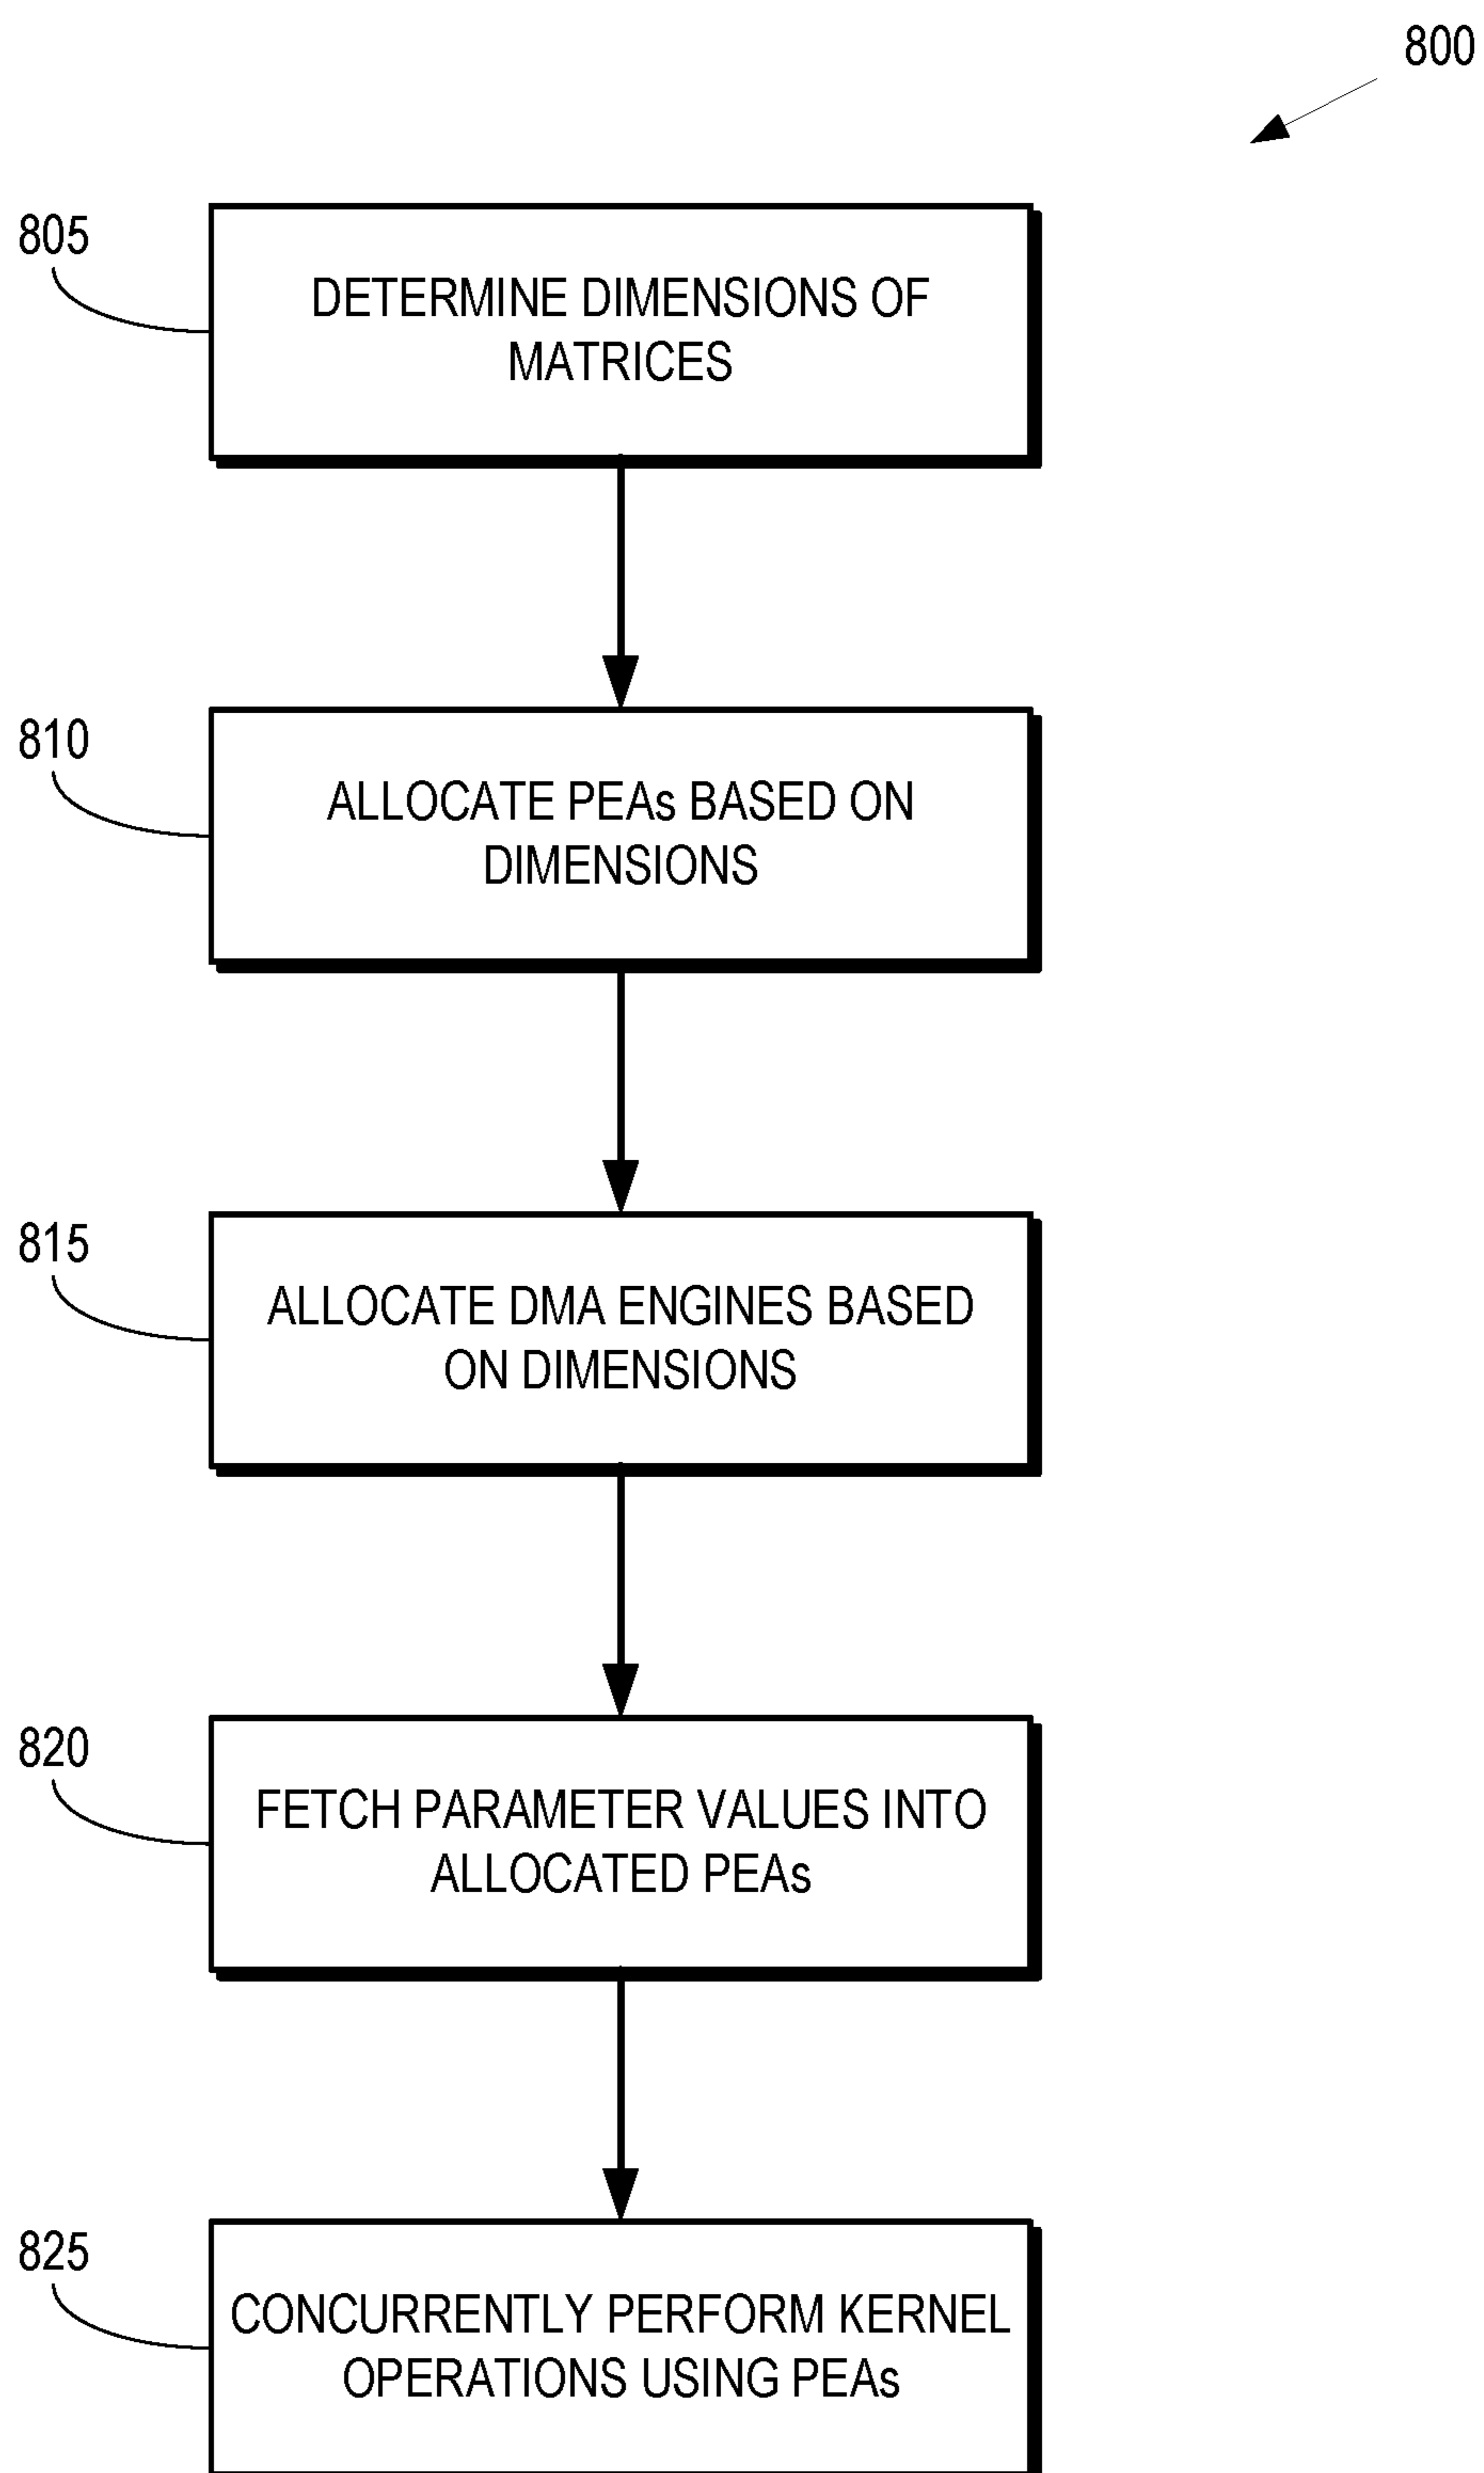 800
805
DETERMINE DIMENSIONS OF
MATRICES
810
ALLOCATE PEAs BASED ON
DIMENSIONS
815
ALLOCATE DMA ENGINES BASED
ON DIMENSIONS
820
FETCH PARAMETER VALUES INTO
ALLOCATED PEAs
825
CONCURRENTLY PERFORM KERNEL
OPERATIONS USING PEAs